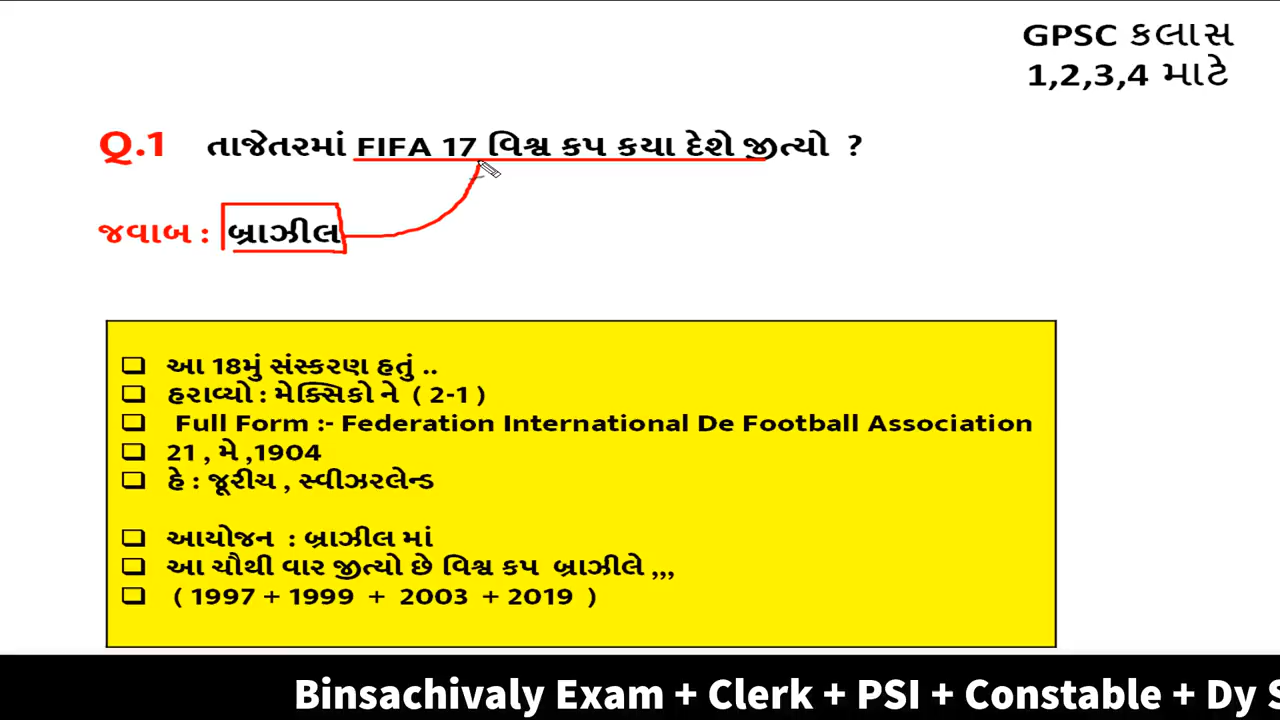 GPSC કલાસ
1,2,3,4 માટે
Q.1 તાજેતરમાં FIFA 17 વિશ્વ કપ કયા દેશે જીત્યો ?
જવાબ : બ્રાઝીલ
આ 18મું સંસ્કરણ હતું ..
હરાવ્યો : મેક્સિકો ને ( 2-1 )
Full Form :- Federation International De Football Association
21 , મે ,1904
હે : જૂરીચ , સ્વીઝરલેન્ડ
આયોજન : બ્રાઝીલ માં
આ ચૌથી વાર જીત્યો છે વિશ્વ કપ બ્રાઝીલે ,,,
( 1997 + 1999 + 2003 + 2019 )
Binsachivaly Exam + Clerk + PSI + Constable + Dy S